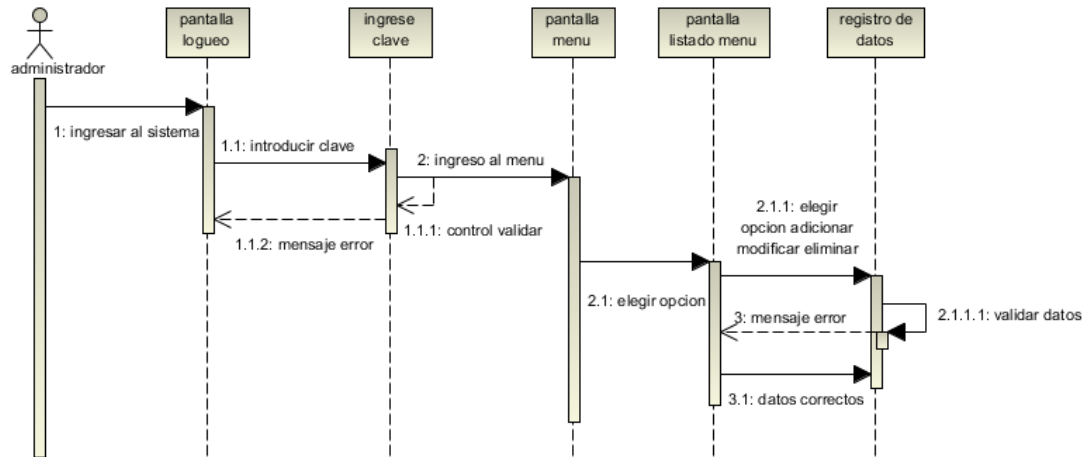 administrador
pantalla
logueo
ingrese
clave
pantalla
menu
pantalla
listado menu
registro de
datos
1: ingresar al sistema
1.1: introducir clave
2: ingreso al menu
1.1.1: control validar
1.1.2: mensaje error
2.1: elegir opcion
2.1.1: elegir
opcion adicionar
modificar eliminar
2.1.1.1: validar datos
3: mensaje error
3.1: datos correctos